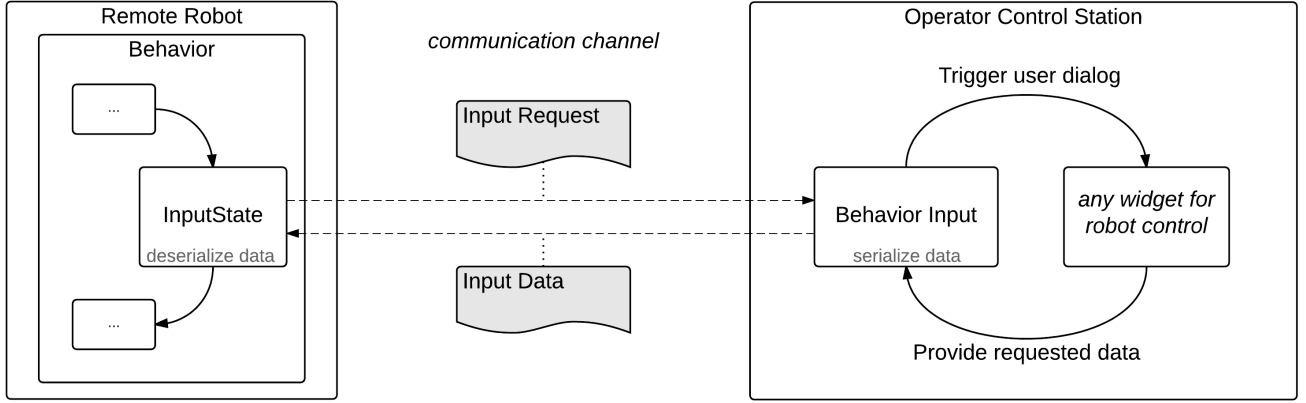 Remote Robot
Behavior
...
InputState
deserialize data
...
communication channel
Input Request
Input Data
Operator Control Station
Trigger user dialog
Behavior Input
serialize data
any widget for
robot control
Provide requested data